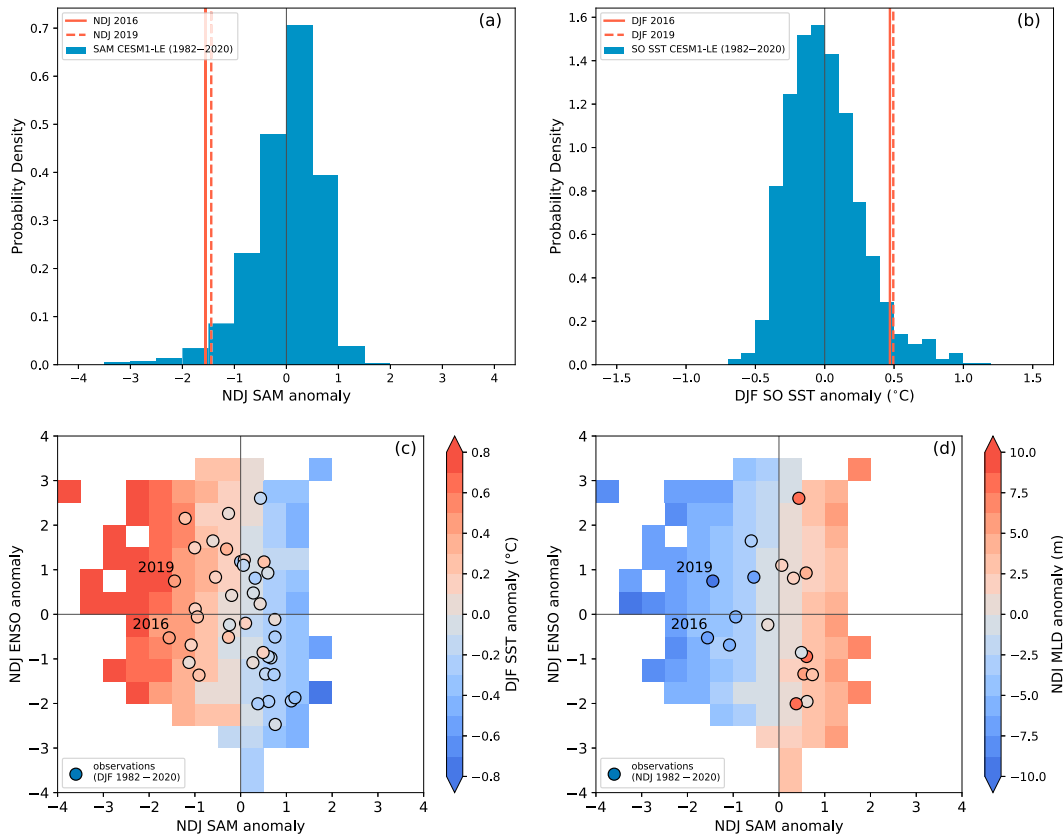 (a)
NDJ 2016
NDJ 2019
SAM CESM1-LE (1982−2020)
Probability Density
0.7
0.6
0.5
0.4
0.3
0.2
0.1
0.0
−4 −3 −2 −1 0 1 2 3 4
NDJ SAM anomaly
(b)
DJF 2016
DJF 2019
SO SST CESM1-LE (1982−2020)
Probability Density
1.6
1.4
1.2
1.0
0.8
0.6
0.4
0.2
0.0
−1.5 −1.0 −0.5 0.0 0.5 1.0 1.5
DJF SO SST anomaly (°C)
(c)
NDJ ENSO anomaly
4
3
2
1
0
−1
−2
−3
−4
2019
2016
observations
(DJF 1982−2020)
−4 −3 −2 −1 0 1 2 3 4
NDJ SAM anomaly
0.8
0.6
0.4
0.2
0.0
−0.2
−0.4
−0.6
−0.8
DJF SST anomaly (°C)
(d)
NDJ ENSO anomaly
4
3
2
1
0
−1
−2
−3
−4
2019
2016
observations
(NDJ 1982−2020)
−4 −3 −2 −1 0 1 2 3 4
NDJ SAM anomaly
10.0
7.5
5.0
2.5
0.0
−2.5
−5.0
−7.5
−10.0
NDJ MLD anomaly (m)